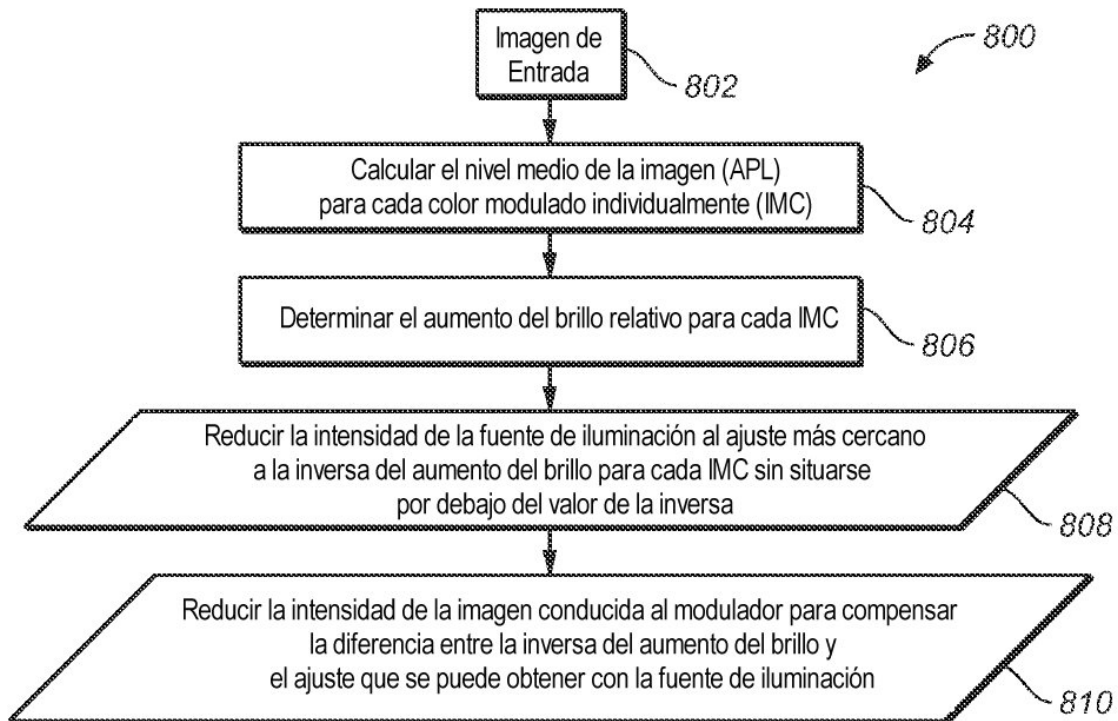 Imagen de
Entrada
802
800
Calcular el nivel medio de la imagen (APL)
para cada color modulado individualmente (IMC)
804
Determinar el aumento del brillo relativo para cada IMC
806
Reducir la intensidad de la fuente de iluminación al ajuste más cercano
a la inversa del aumento del brillo para cada IMC sin situarse
por debajo del valor de la inversa
808
Reducir la intensidad de la imagen conducida al modulador para compensar
la diferencia entre la inversa del aumento del brillo y
el ajuste que se puede obtener con la fuente de iluminación
810